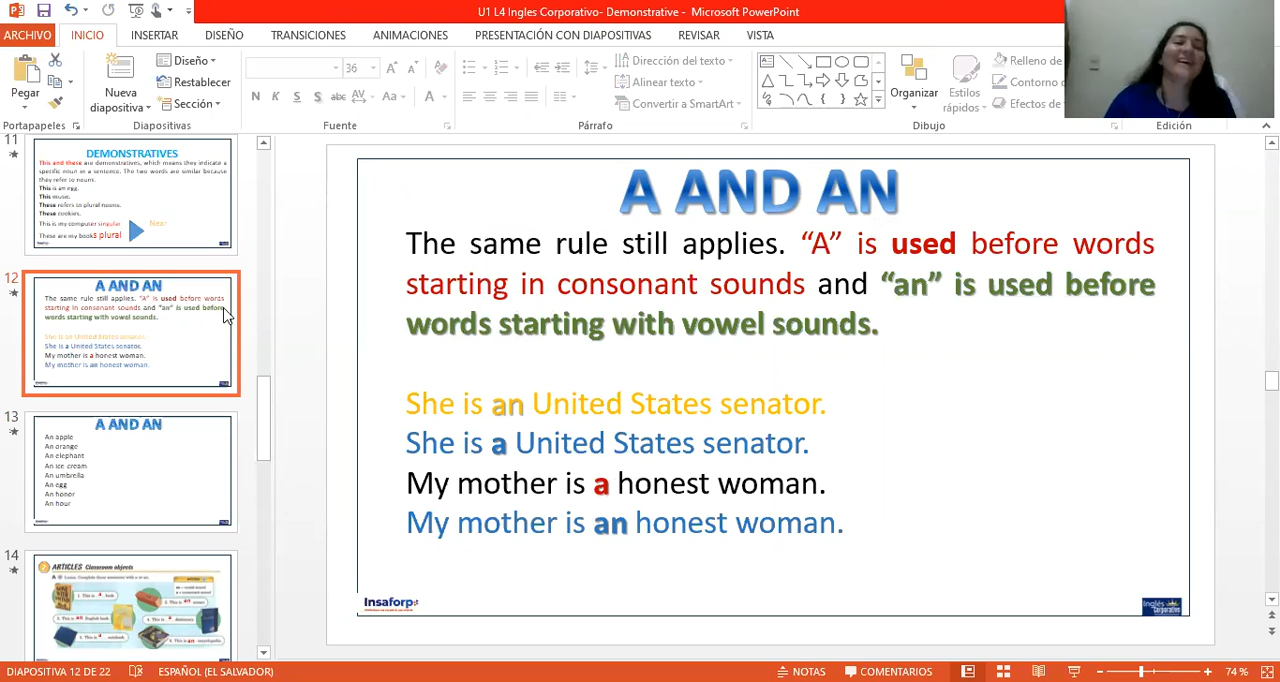 U1 L4 Ingles Corporativo- Demonstrative - Microsoft PowerPoint
ARCHIVO INICIO INSERTAR DISEÑO TRANSICIONES ANIMACIONES PRESENTACIÓN CON DIAPOSITIVAS REVISAR VISTA
Pegar
Nueva
diapositiva
Diseño
Restablecer
Sección
36
N K S S abc AV Aa A
Dirección del texto
Alinear texto
Convertir a SmartArt
Organizar
Estilos
rápidos
Relleno de
Contorno
Efectos de
Portapapeles Diapositivas Fuente Párrafo Dibujo Edición
11
DEMONSTRATIVES
This and these are demonstratives, which means they indicate a
specific noun in a sentence. The two words are similar because
they refer to nouns.
This is an egg.
This music.
These refers to plural nouns.
These cookies.
This is my computer singular
Near
These are my books plural
12
A AND AN
The same rule still applies. "A" is used before words
starting in consonant sounds and "an" is used before
words starting with vowel sounds.
She is an United States senator.
She is a United States senator.
My mother is a honest woman.
My mother is an honest woman.
13
A AND AN
An apple
An orange
An elephant
An ice cream
An umbrella
An egg
An honor
An hour
14
ARTICLES Classroom objects
A AND AN
The same rule still applies. “A” is used before words
starting in consonant sounds and “an” is used before
words starting with vowel sounds.
She is an United States senator.
She is a United States senator.
My mother is a honest woman.
My mother is an honest woman.
Insaforp
Inglés
Corporativo
DIAPOSITIVA 12 DE 22 ESPAÑOL (EL SALVADOR) NOTAS COMENTARIOS 74 %